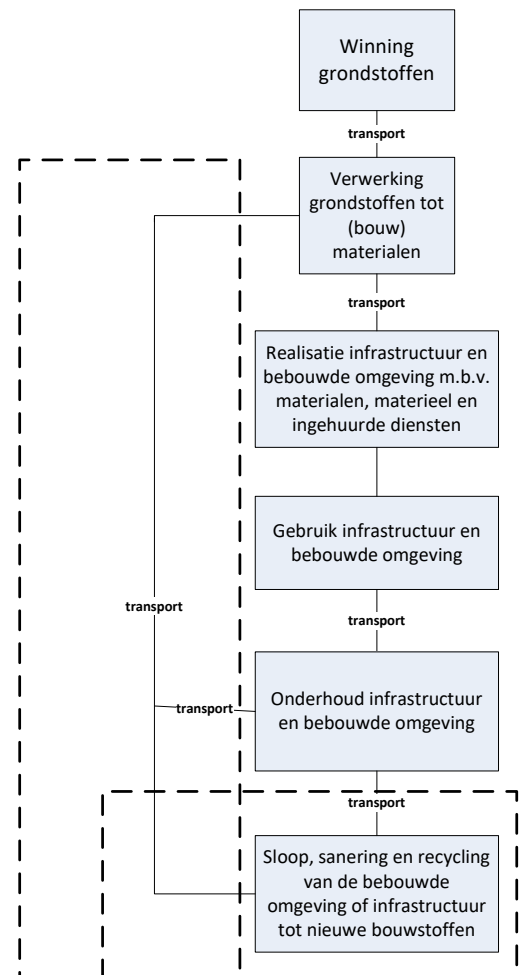 Winning
grondstoffen
transport
Verwerking
grondstoffen tot
(bouw)
materialen
transport
Realisatie infrastructuur en
bebouwde omgeving m.b.v.
materialen, materieel en
ingehuurde diensten
Gebruik infrastructuur en
bebouwde omgeving
transport
transport
Onderhoud infrastructuur
en bebouwde omgeving
transport
transport
Sloop, sanering en recycling
van de bebouwde
omgeving of infrastructuur
tot nieuwe bouwstoffen